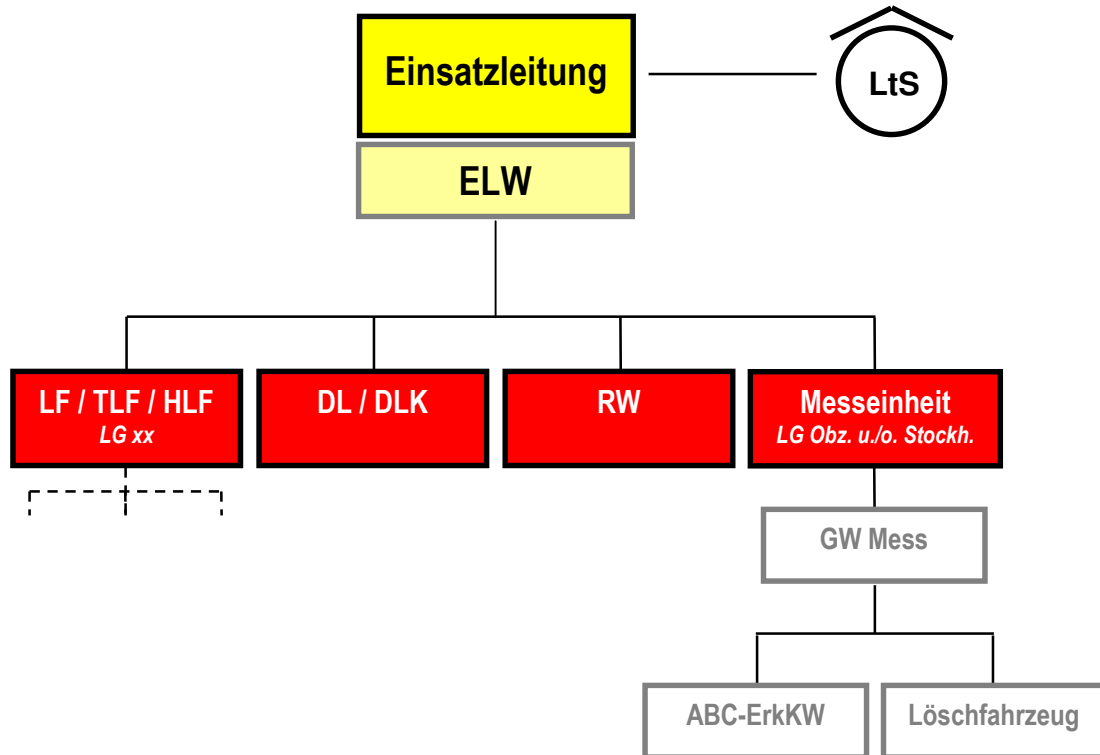 Einsatzleitung
LtS
ELW
LF / TLF / HLF
LG xx
DL / DLK
RW
Messeinheit
LG Obz. u./o. Stockh.
GW Mess
ABC-ErkKW
Löschfahrzeug